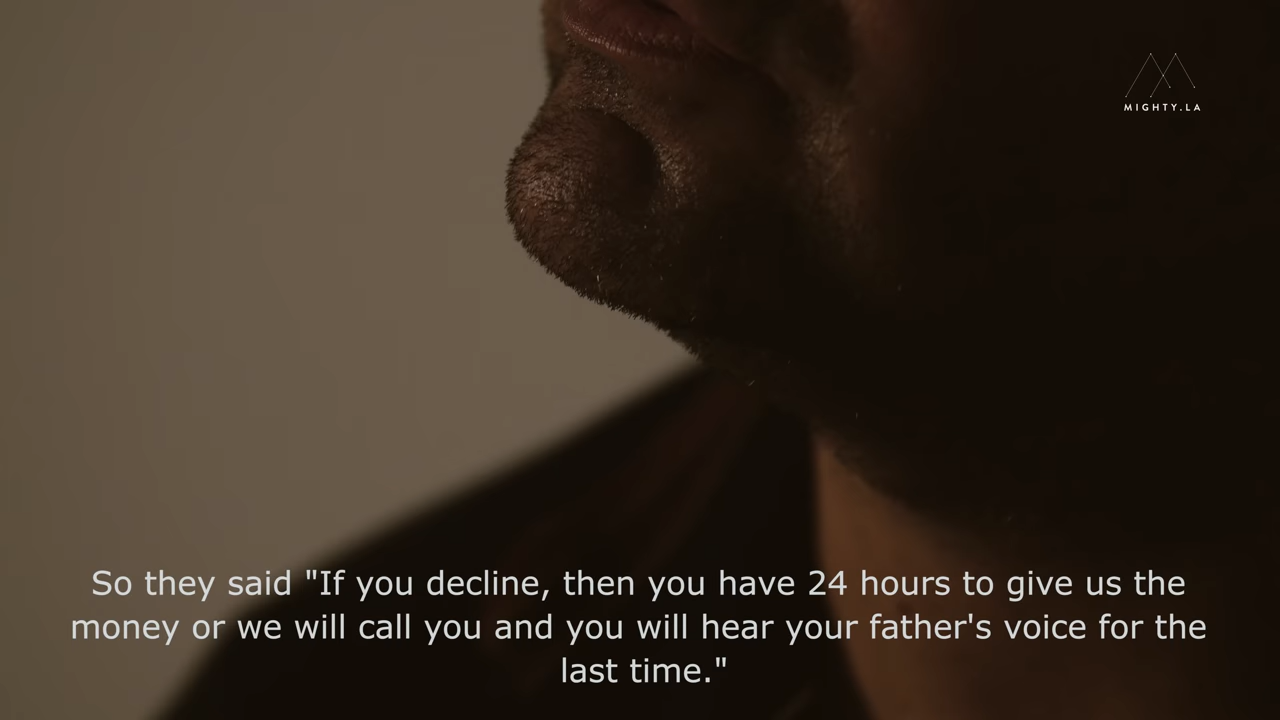 MIGHTY.LA
So they said "If you decline, then you have 24 hours to give us the
money or we will call you and you will hear your father's voice for the
last time."